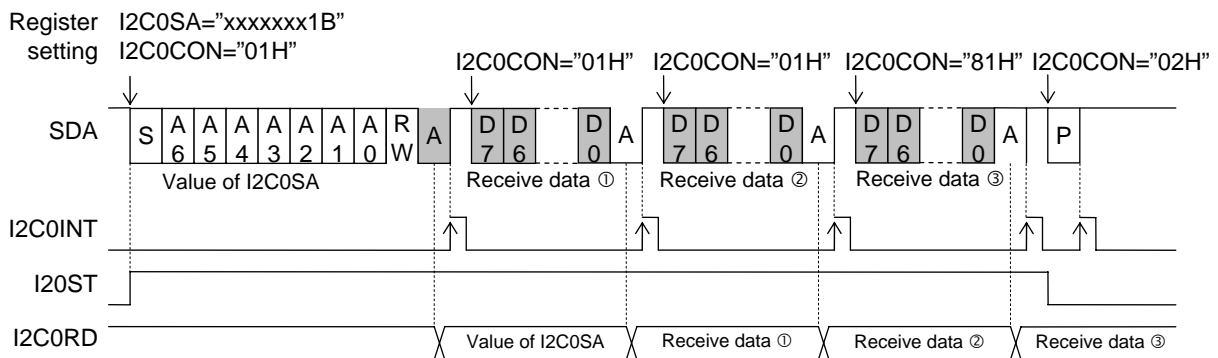 Register I2C0SA="xxxxxxx1B"
setting I2C0CON="01H"
I2C0CON="01H" I2C0CON="01H" I2C0CON="81H" I2C0CON="02H"
SDA S A6 A5 A4 A3 A2 A1 A0 RW A D7 D6 D0 A D7 D6 D0 A D7 D6 D0 A P
Value of I2C0SA Receive data ① Receive data ② Receive data ③
I2C0INT
I20ST
I2C0RD Value of I2C0SA Receive data ① Receive data ② Receive data ③